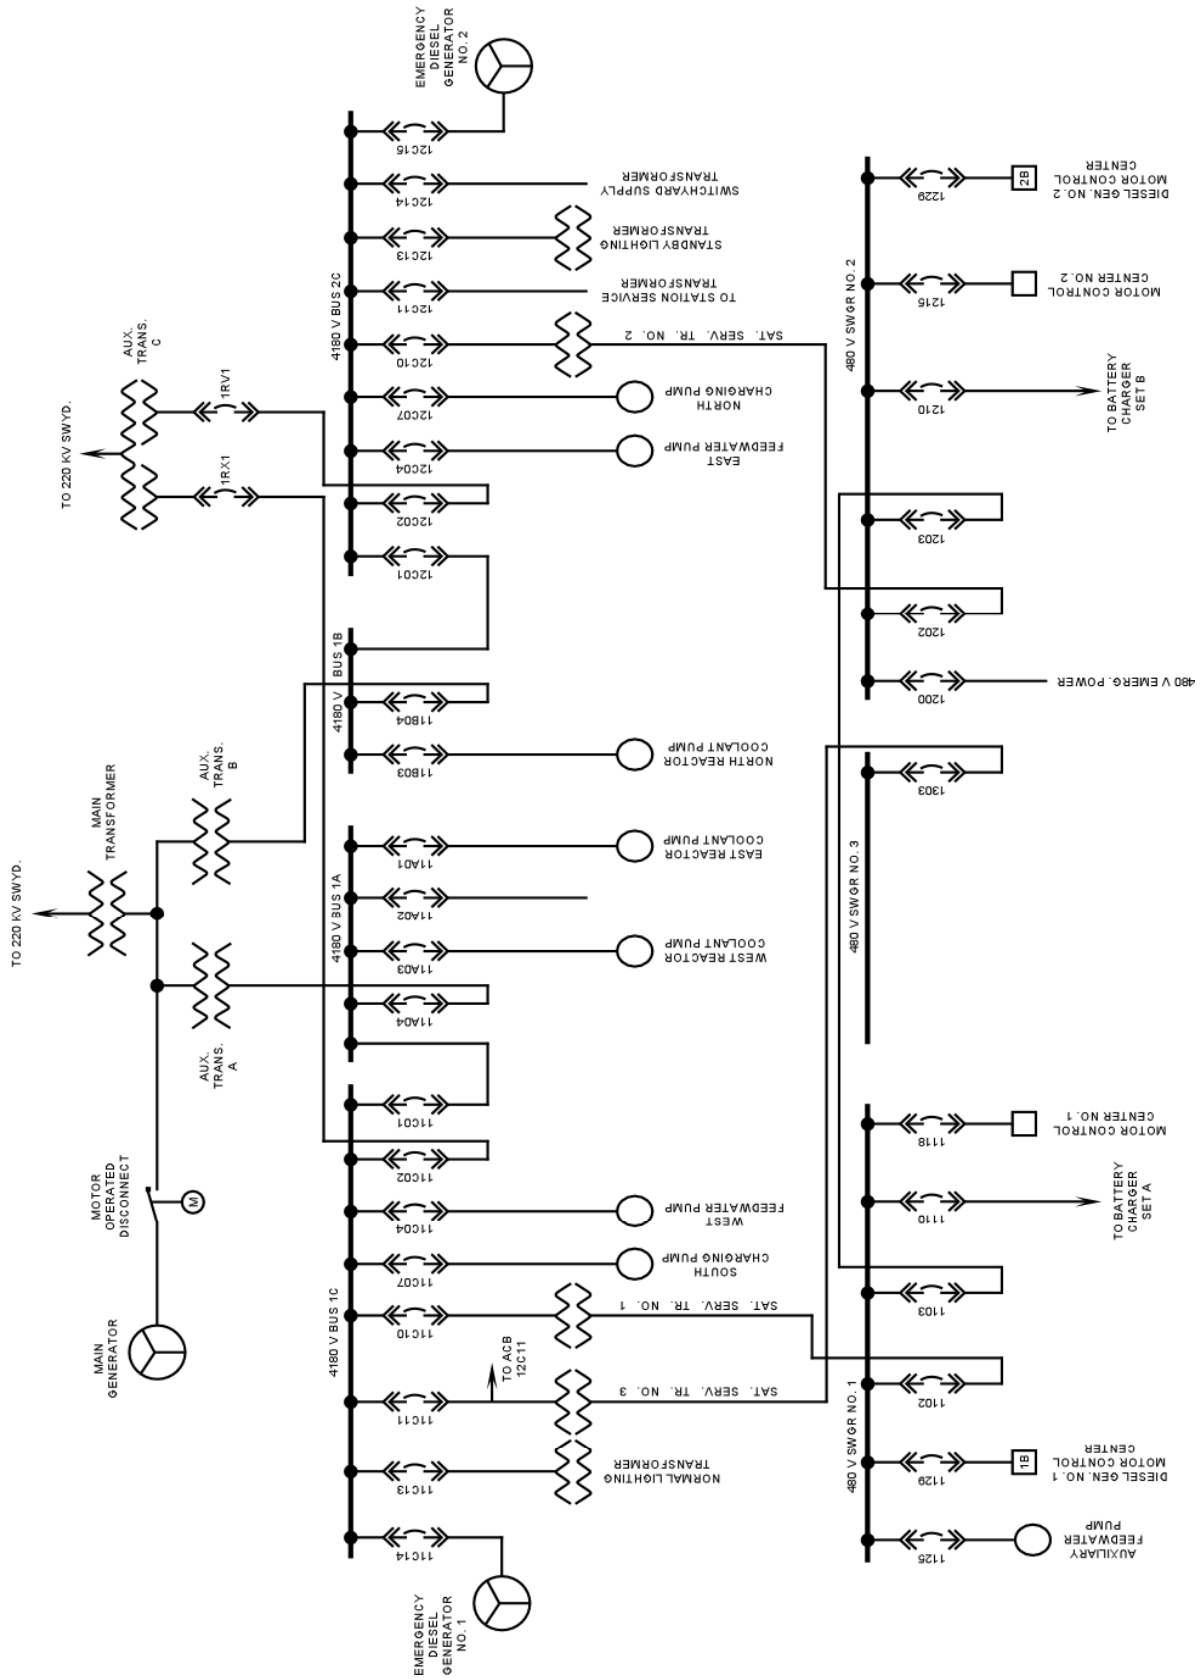 TO 220 KV SWYD.
MAIN
TRANSFORMER
MAIN
GENERATOR
MOTOR
OPERATED
DISCONNECT
M
AUX.
TRANS.
A
AUX.
TRANS.
B
TO 220 KV SWYD.
AUX.
TRANS.
C
1RX1
1RV1
EMERGENCY
DIESEL
GENERATOR
NO. 1
4180 V BUS 1C
11C14
11C13
11C11
11C10
11C07
11C04
11C02
11C01
NORMAL LIGHTING
TRANSFORMER
TO ACB
12C11
SAT. SERV. TR. NO. 3
SAT. SERV. TR. NO. 1
SOUTH
CHARGING PUMP
WEST
FEEDWATER PUMP
4180 V BUS 1A
11A04
11A03
11A02
11A01
WEST REACTOR
COOLANT PUMP
EAST REACTOR
COOLANT PUMP
4180 V BUS 1B
11B03
11B04
NORTH REACTOR
COOLANT PUMP
4180 V BUS 2C
12C01
12C02
12C04
12C07
12C10
12C11
12C13
12C14
12C15
EAST
FEEDWATER PUMP
NORTH
CHARGING PUMP
SAT. SERV. TR. NO. 2
TO STATION SERVICE
TRANSFORMER
STANDBY LIGHTING
TRANSFORMER
SWITCHYARD SUPPLY
TRANSFORMER
EMERGENCY
DIESEL
GENERATOR
NO. 2
480 V SWGR NO. 1
1125
1129
1102
1103
1110
1118
AUXILIARY
FEEDWATER
PUMP
1B
DIESEL GEN. NO. 1
MOTOR CONTROL
CENTER
TO BATTERY
CHARGER
SET A
MOTOR CONTROL
CENTER NO. 1
480 V SWGR NO. 3
1303
480 V SWGR NO. 2
1200
1202
1203
1210
1215
1229
480 V EMERG. POWER
TO BATTERY
CHARGER
SET B
MOTOR CONTROL
CENTER NO. 2
2B
DIESEL GEN. NO. 2
MOTOR CONTROL
CENTER